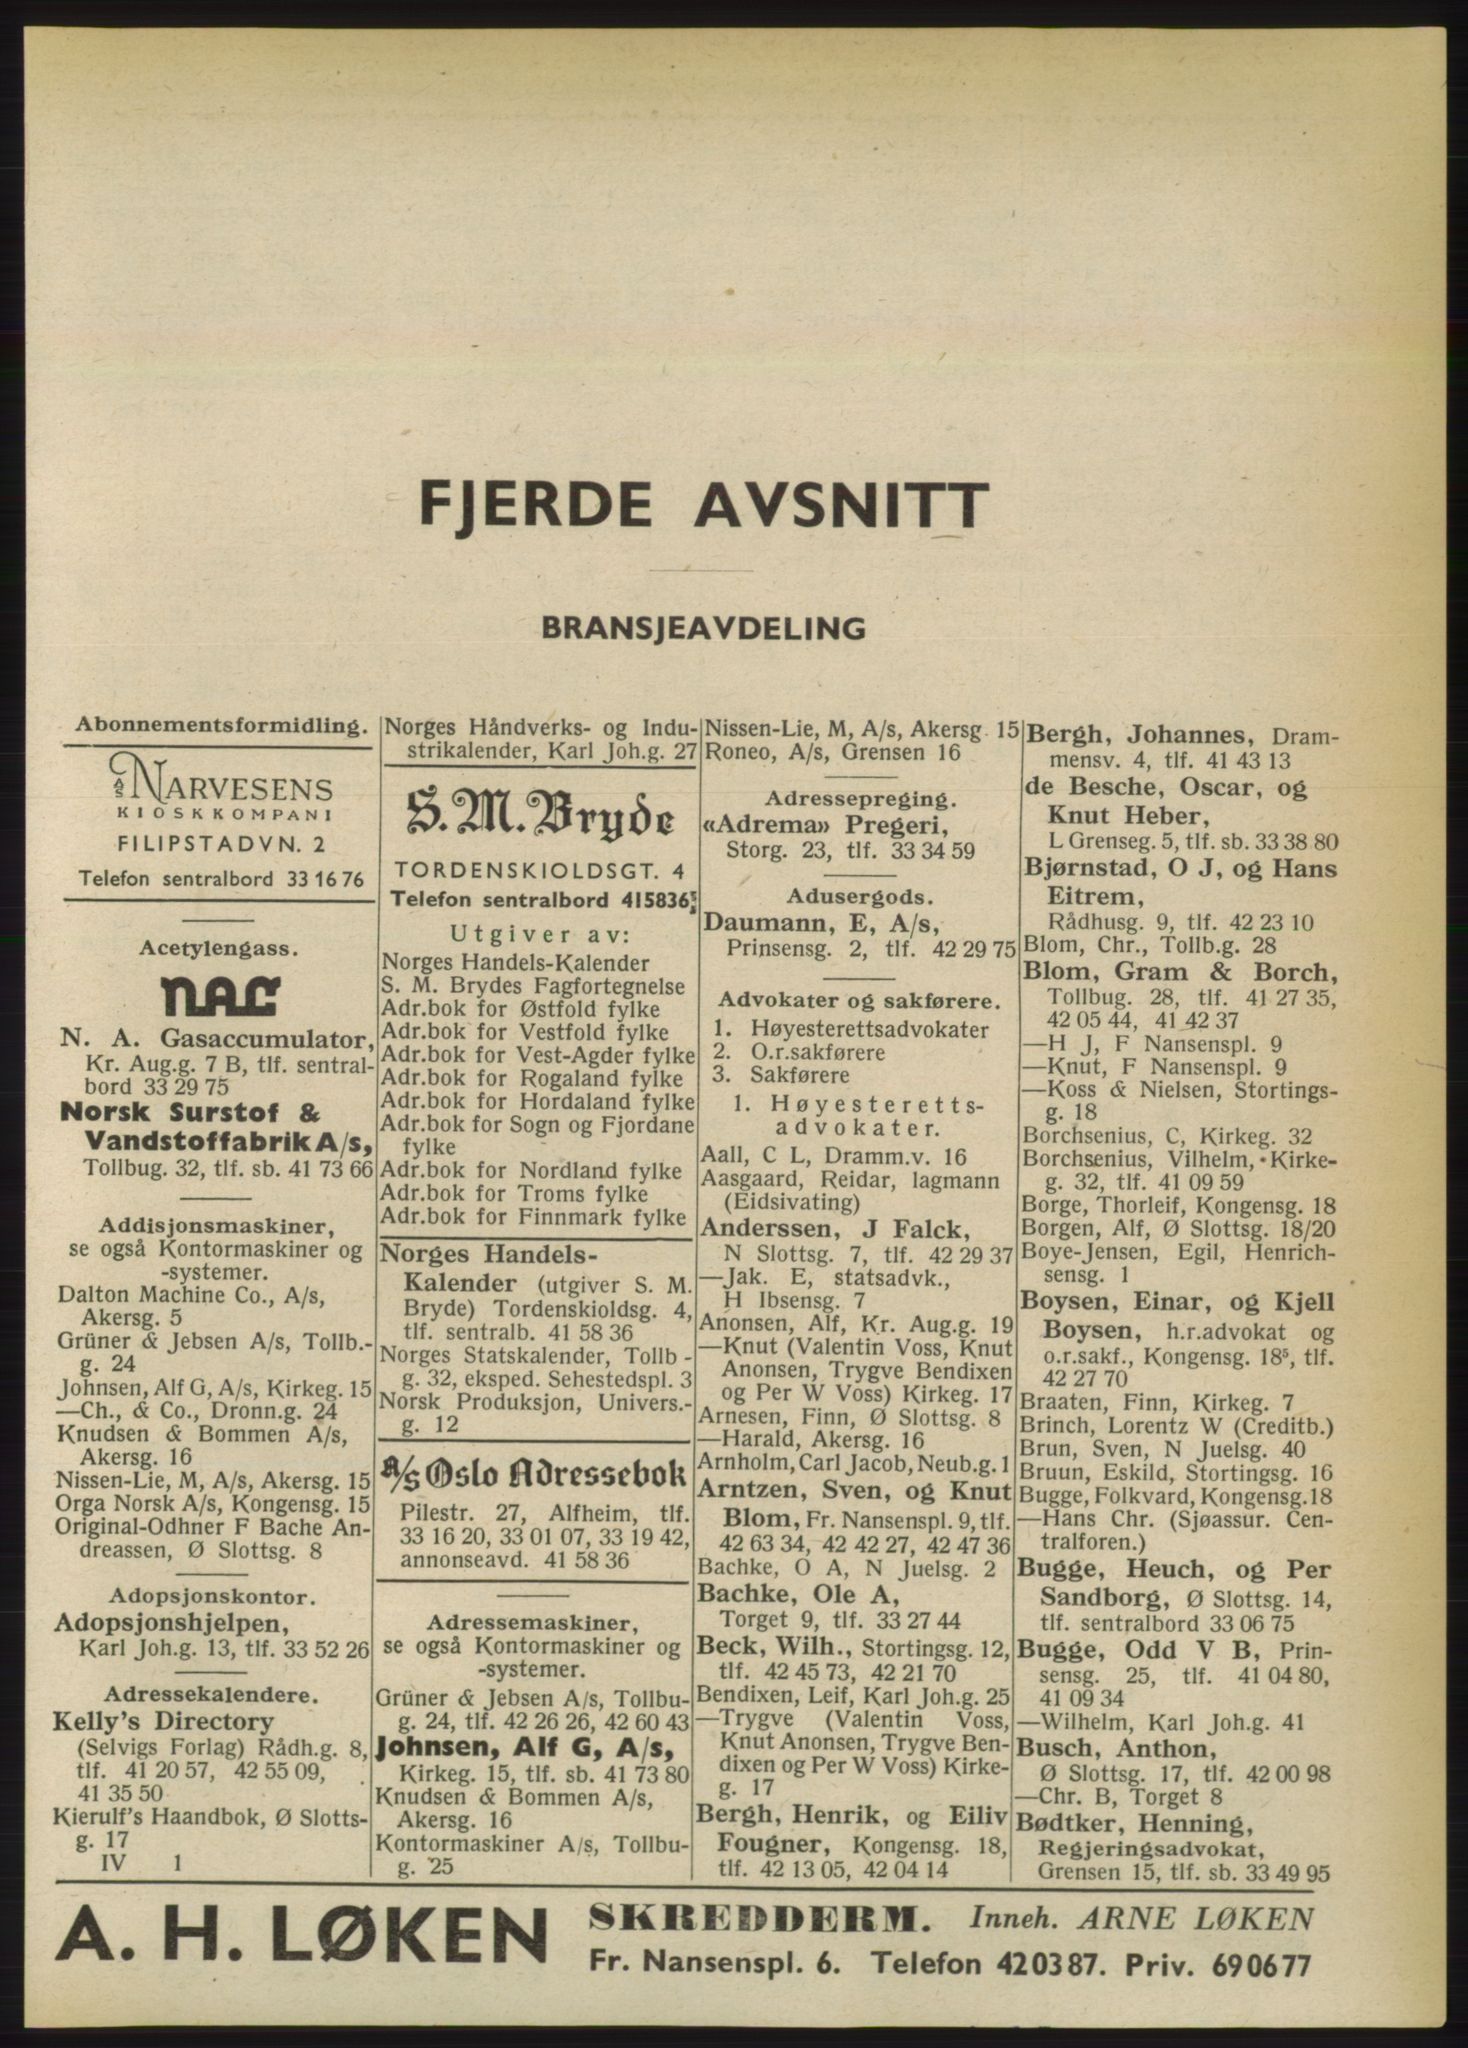 FJERDE AVSNITT
BRANSJEAVDELING
Abonnementsformidling.
A/S NARVESENS
KIOSKKOMPANI
FILIPSTADVN. 2
Telefon sentralbord 33 16 76
Acetylengass.
NAG
N. A. Gasaccumulator,
Kr. Aug.g. 7 B, tlf. sentral-
bord 33 29 75
Norsk Surstof &
Vandstoffabrik A/s,
Tollbug. 32, tlf. sb. 41 73 66
Addisjonsmaskiner,
se også Kontormaskiner og
-systemer.
Dalton Machine Co., A/s,
Akersg. 5
Grüner & Jebsen A/s, Tollb.-
g. 24
Johnsen, Alf G, A/s, Kirkeg. 15
—Ch., & Co., Dronn.g. 24
Knudsen & Bommen A/s,
Akersg. 16
Nissen-Lie, M, A/s, Akersg. 15
Orga Norsk A/s, Kongensg. 15
Original-Odhner F Bache An-
dreassen, Ø Slottsg. 8
Adopsjonskontor.
Adopsjonshjelpen,
Karl Joh.g. 13, tlf. 33 52 26
Adressekalendere.
Kelly's Directory
(Selvigs Forlag) Rådh.g. 8,
tlf. 41 20 57, 42 55 09,
41 35 50
Kierulf's Haandbok, Ø Slotts-
g. 17
IV 1
Norges Håndverks- og Indu-
strikalender, Karl Joh.g. 27
S. M. Bryde
TORDENSKIOLDSGT. 4
Telefon sentralbord 415836
Utgiver av:
Norges Handels-Kalender
S. M. Brydes Fagfortegnelse
Adr.bok for Østfold fylke
Adr.bok for Vestfold fylke
Adr.bok for Vest-Agder fylke
Adr.bok for Rogaland fylke
Adr.bok for Hordaland fylke
Adr.bok for Sogn og Fjordane
fylke
Adr.bok for Nordland fylke
Adr.bok for Troms fylke
Adr.bok for Finnmark fylke
Norges Handels-
Kalender (utgiver S. M.
Bryde) Tordenskioldsg. 4,
tlf. sentralb. 41 58 36
Norges Statskalender, Tollb -
g. 32, eksped. Sehestedspl. 3
Norsk Produksjon, Univers.-
g. 12
A/s Oslo Adressebok
Pilestr. 27, Alfheim, tlf.
33 16 20, 33 01 07, 33 19 42,
annonseavd. 41 58 36
Adressemaskiner,
se også Kontormaskiner og
-systemer.
Grüner & Jebsen A/s, Tollbu-
g. 24, tlf. 42 26 26, 42 60 43
Johnsen, Alf G, A/s,
Kirkeg. 15, tlf. sb. 41 73 80
Knudsen & Bommen A/s,
Akersg. 16
Kontormaskiner A/s, Tollbu-
g. 25
Nissen-Lie, M, A/s, Akersg 15
Roneo, A/s, Grensen 16
Adressepreging.
«Adrema» Pregeri,
Storg. 23, tlf. 33 34 59
Adusergods.
Daumann, E, A/s,
Prinsensg. 2, tlf. 42 29 75
Advokater og sakførere.
1. Høyesterettsadvokater
2. O.r.sakførere
3. Sakførere
1. Høyesteretts-
advokater.
Aall, C L, Dramm.v. 16
Aasgaard, Reidar, lagmann
(Eidsivating)
Anderssen, J Falck,
N Slottsg. 7, tlf. 42 29 37
—Jak. E, statsadvk.,
H Ibsensg. 7
Anonsen, Alf, Kr. Aug.g. 19
—Knut (Valentin Voss, Knut
Anonsen, Trygve Bendixen
og Per W Voss) Kirkeg. 17
Arnesen, Finn, Ø Slottsg. 8
—Harald, Akersg. 16
Arnholm, Carl Jacob, Neub.g. 1
Arntzen, Sven, og Knut
Blom, Fr. Nansenspl. 9, tlf.
42 63 34, 42 42 27, 42 47 36
Bachke, O A, N Juelsg. 2
Bachke, Ole A,
Torget 9, tlf. 33 27 44
Beck, Wilh., Stortingsg. 12,
tlf. 42 45 73, 42 21 70
Bendixen, Leif, Karl Joh.g. 25
—Trygve (Valentin Voss,
Knut Anonsen, Trygve Ben-
dixen og Per W Voss) Kirke-
g. 17
Bergh, Henrik, og Eiliv
Fougner, Kongensg. 18,
tlf. 42 13 05, 42 04 14
Bergh, Johannes, Dram-
mensv. 4, tlf. 41 43 13
de Besche, Oscar, og
Knut Heber,
L Grenseg. 5, tlf. sb. 33 38 80
Bjørnstad, O J, og Hans
Eitrem,
Rådhusg. 9, tlf. 42 23 10
Blom, Chr., Tollb.g. 28
Blom, Gram & Borch,
Tollbug. 28, tlf. 41 27 35,
42 05 44, 41 42 37
—H J, F Nansenspl. 9
—Knut, F Nansenspl. 9
—Koss & Nielsen, Stortings-
g. 18
Borchsenius, C, Kirkeg. 32
Borchsenius, Vilhelm, Kirke-
g. 32, tlf. 41 09 59
Borge, Thorleif, Kongensg. 18
Borgen, Alf, Ø Slottsg. 18/20
Boye-Jensen, Egil, Henrich-
sensg. 1
Boysen, Einar, og Kjell
Boysen, h.r.advokat og
o.r.sakf., Kongensg. 18⁵, tlf.
42 27 70
Braaten, Finn, Kirkeg. 7
Brinch, Lorentz W (Creditb.)
Brun, Sven, N Juelsg. 40
Bruun, Eskild, Stortingsg. 16
Bugge, Folkvard, Kongensg. 18
—Hans Chr. (Sjøassur. Cen-
tralforen.)
Bugge, Heuch, og Per
Sandborg, Ø Slottsg. 14,
tlf. sentralbord 33 06 75
Bugge, Odd V B, Prin-
sensg. 25, tlf. 41 04 80,
41 09 34
—Wilhelm, Karl Joh.g. 41
Busch, Anthon,
Ø Slottsg. 17, tlf. 42 00 98
—Chr. B, Torget 8
Bødtker, Henning,
Regjeringsadvokat,
Grensen 15, tlf. sb. 33 49 95
A. H. LØKEN
SKREDDERM. Inneh. ARNE LØKEN
Fr. Nansenspl. 6. Telefon 420387. Priv. 690677